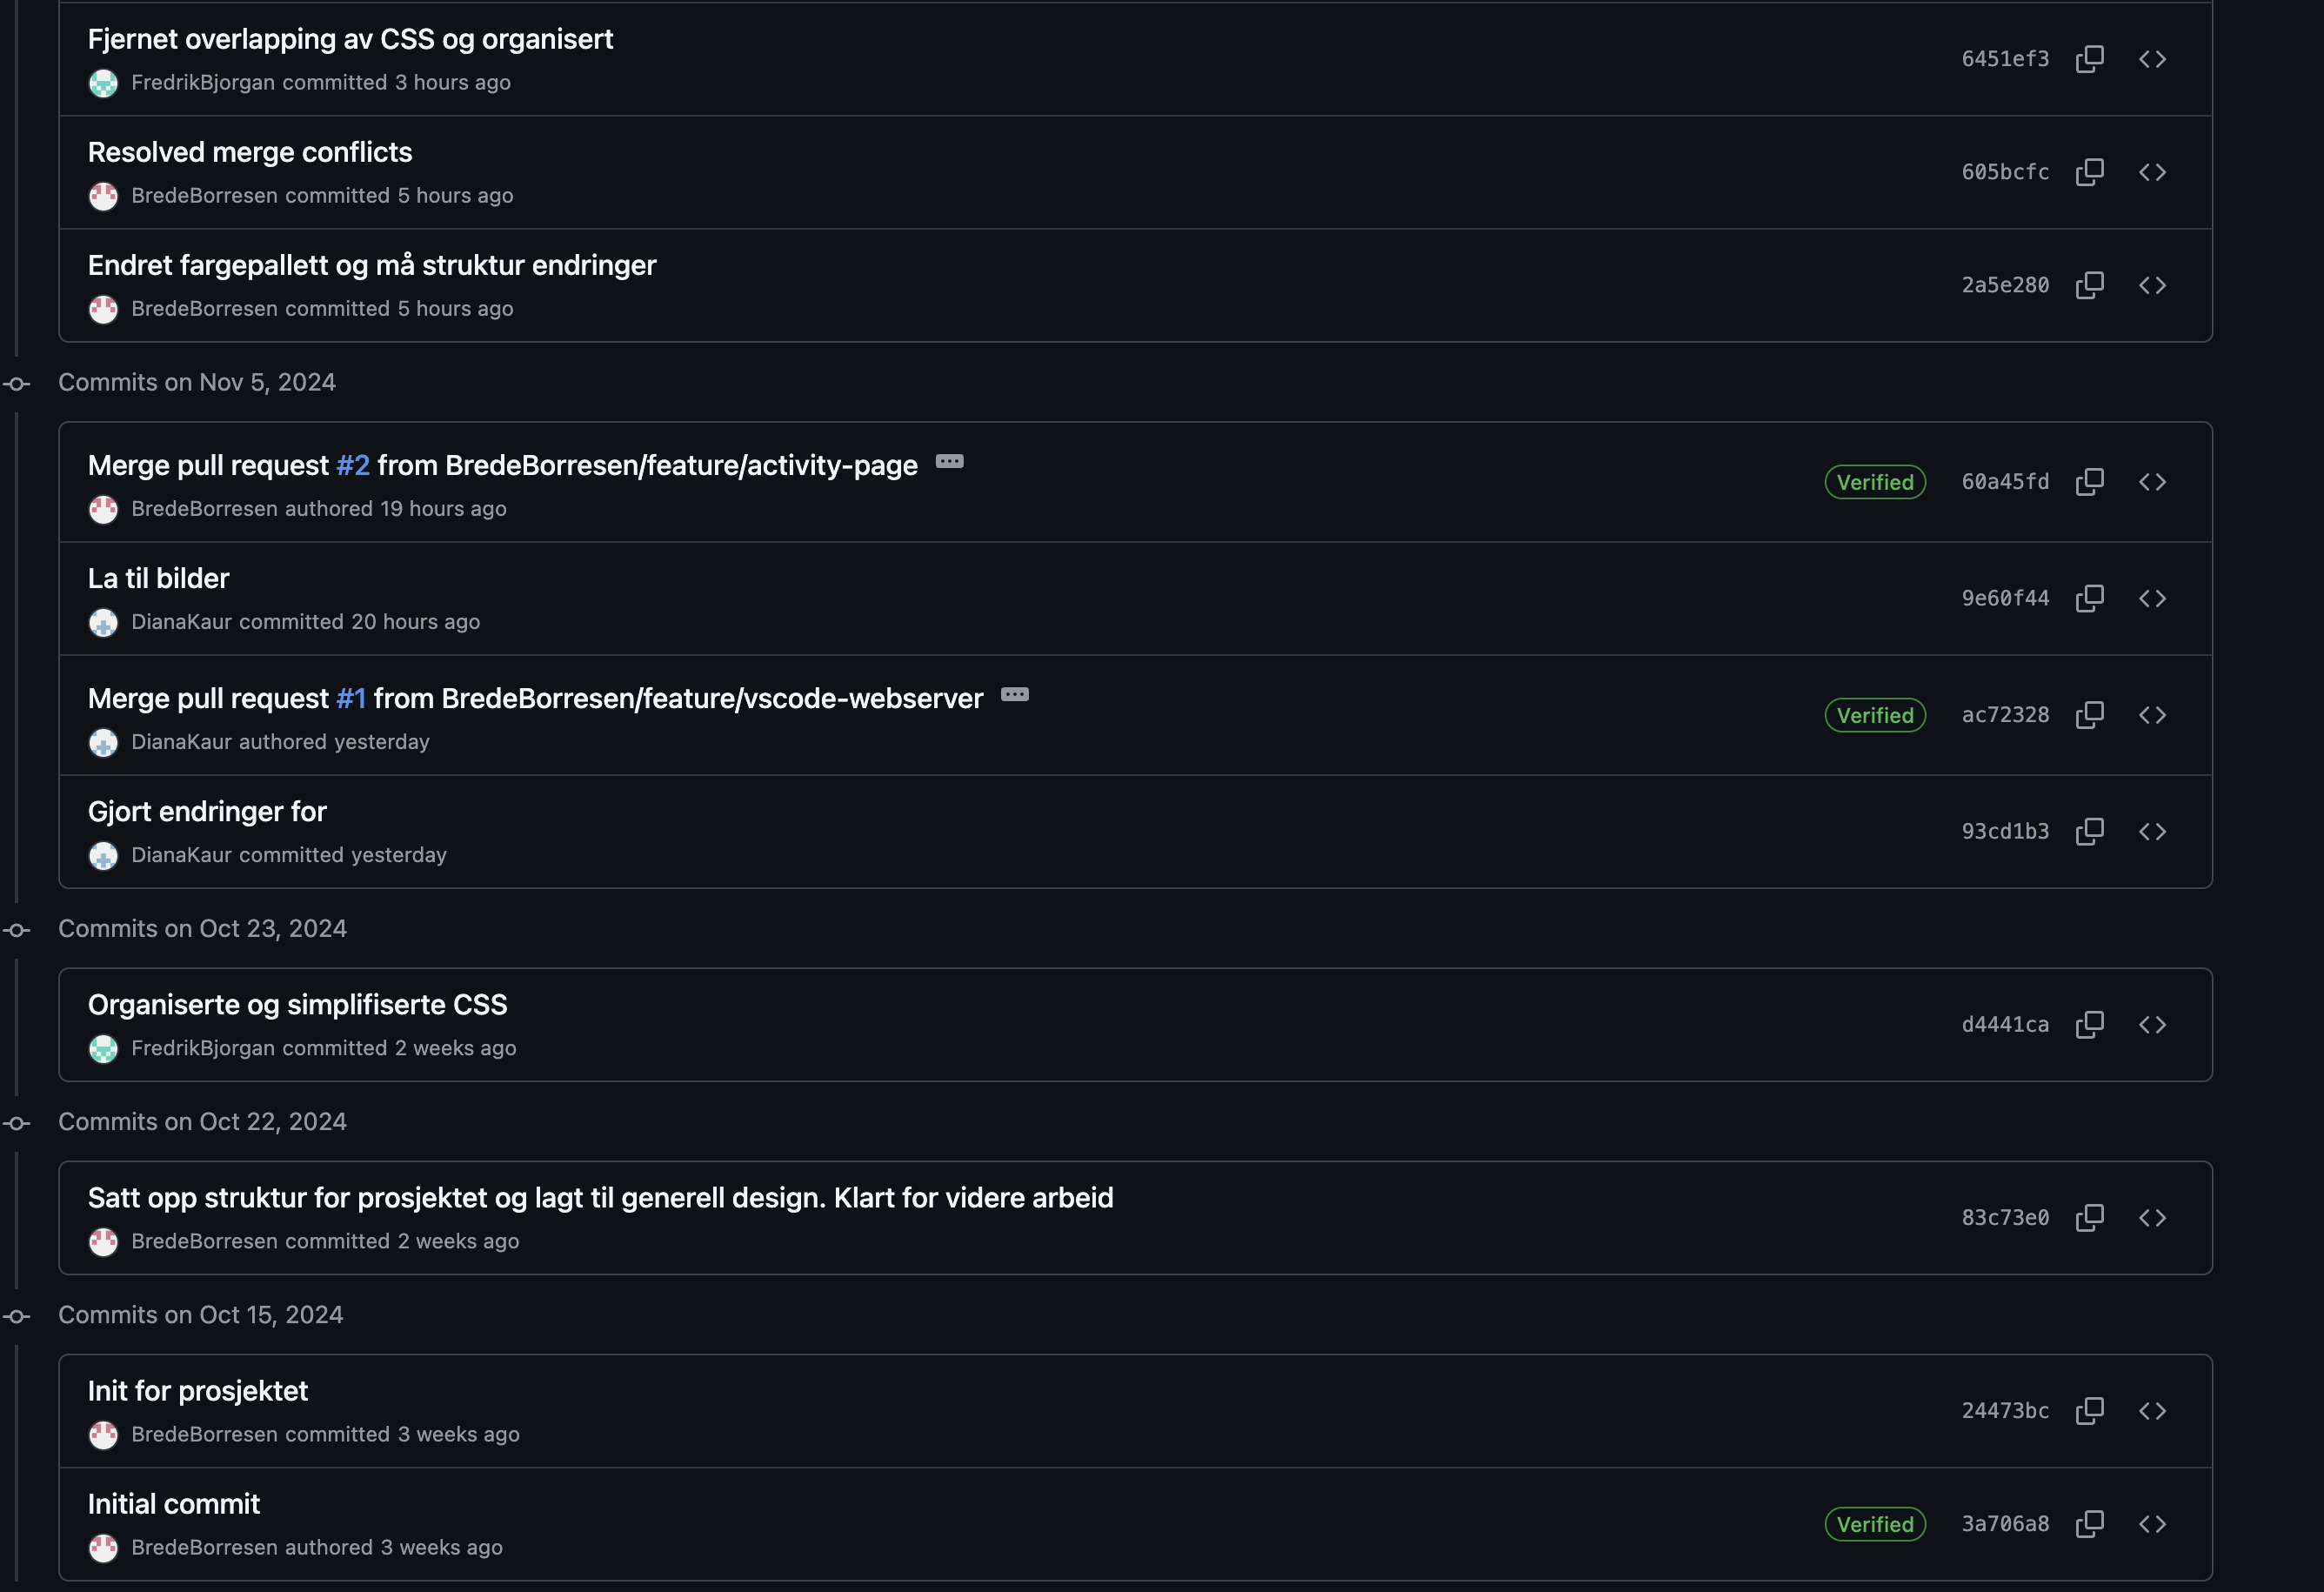 Fjernet overlapping av CSS og organisert
FredrikBjorgan committed 3 hours ago
6451ef3
Resolved merge conflicts
BredeBorresen committed 5 hours ago
605bcfc
Endret fargepallett og må struktur endringer
BredeBorresen committed 5 hours ago
2a5e280
Commits on Nov 5, 2024
Merge pull request #2 from BredeBorresen/feature/activity-page
BredeBorresen authored 19 hours ago
Verified 60a45fd
La til bilder
DianaKaur committed 20 hours ago
9e60f44
Merge pull request #1 from BredeBorresen/feature/vscode-webserver
DianaKaur authored yesterday
Verified ac72328
Gjort endringer for
DianaKaur committed yesterday
93cd1b3
Commits on Oct 23, 2024
Organiserte og simplifiserte CSS
FredrikBjorgan committed 2 weeks ago
d4441ca
Commits on Oct 22, 2024
Satt opp struktur for prosjektet og lagt til generell design. Klart for videre arbeid
BredeBorresen committed 2 weeks ago
83c73e0
Commits on Oct 15, 2024
Init for prosjektet
BredeBorresen committed 3 weeks ago
24473bc
Initial commit
BredeBorresen authored 3 weeks ago
Verified 3a706a8